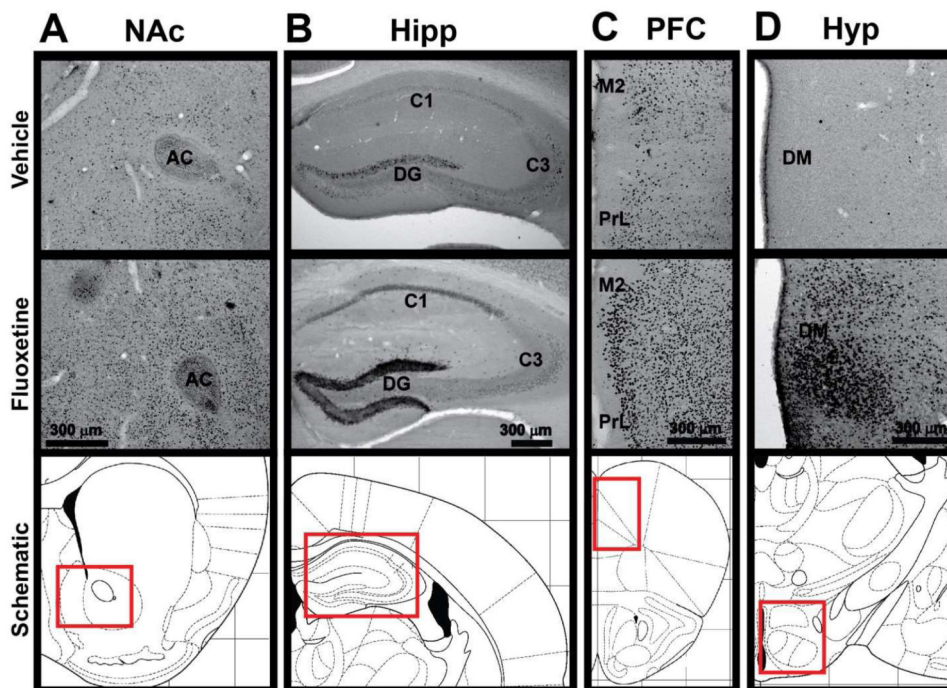 A NAc B Hipp C PFC D Hyp
Vehicle
AC
C1
C3
DG
M2
PrL
DM
Fluoxetine
AC
300 µm
C1
C3
DG
300 µm
M2
PrL
300 µm
DM
300 µm
Schematic